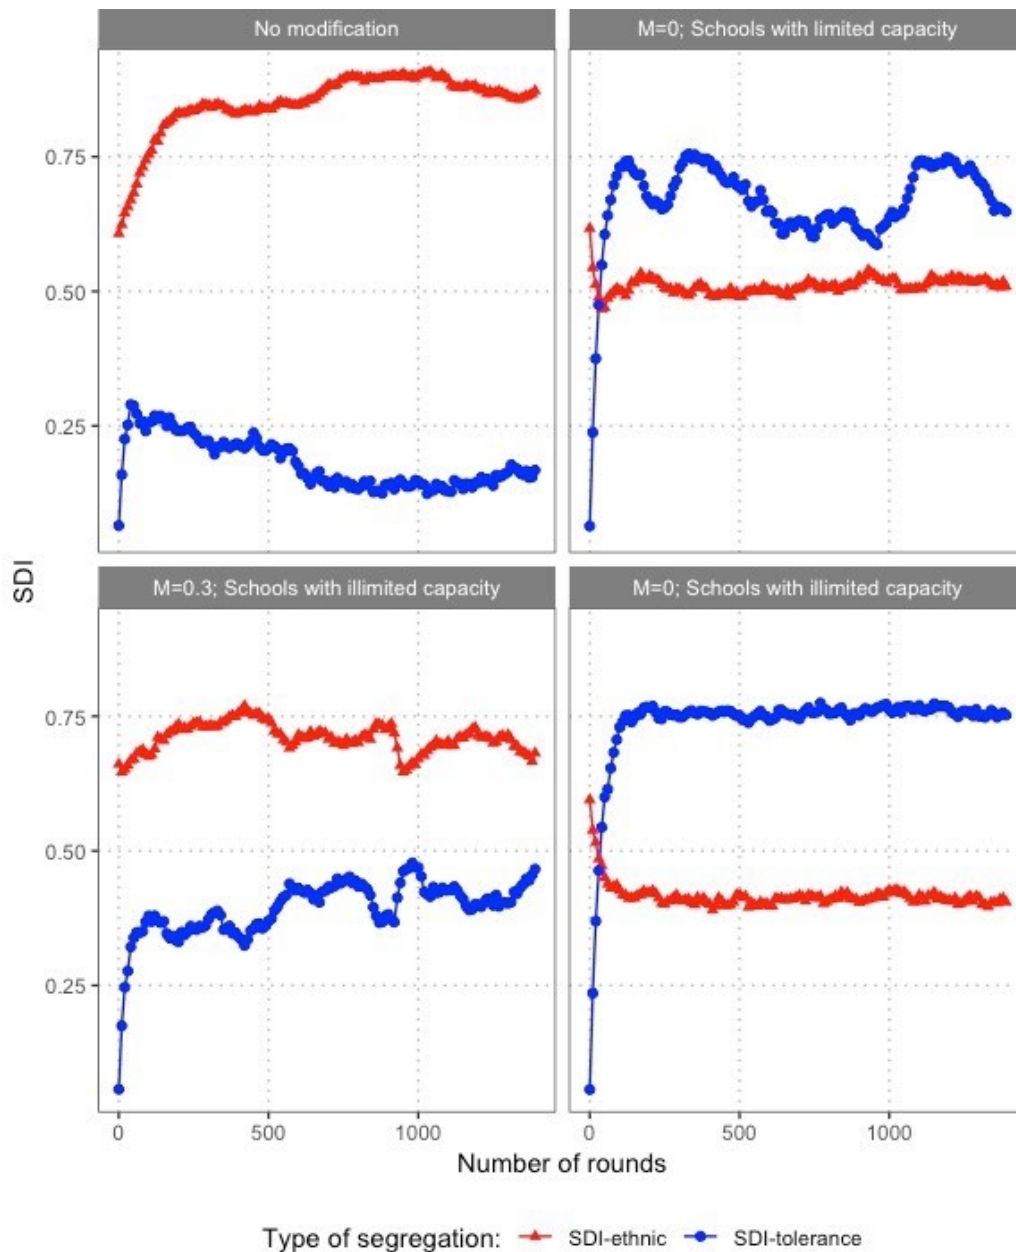 No modification
M=0; Schools with limited capacity
0.75
0.50
0.25
SDI
M=0.3; Schools with illimited capacity
M=0; Schools with illimited capacity
0.75
0.50
0.25
0 500 1000 0 500 1000
Number of rounds
Type of segregation: SDI-ethnic SDI-tolerance